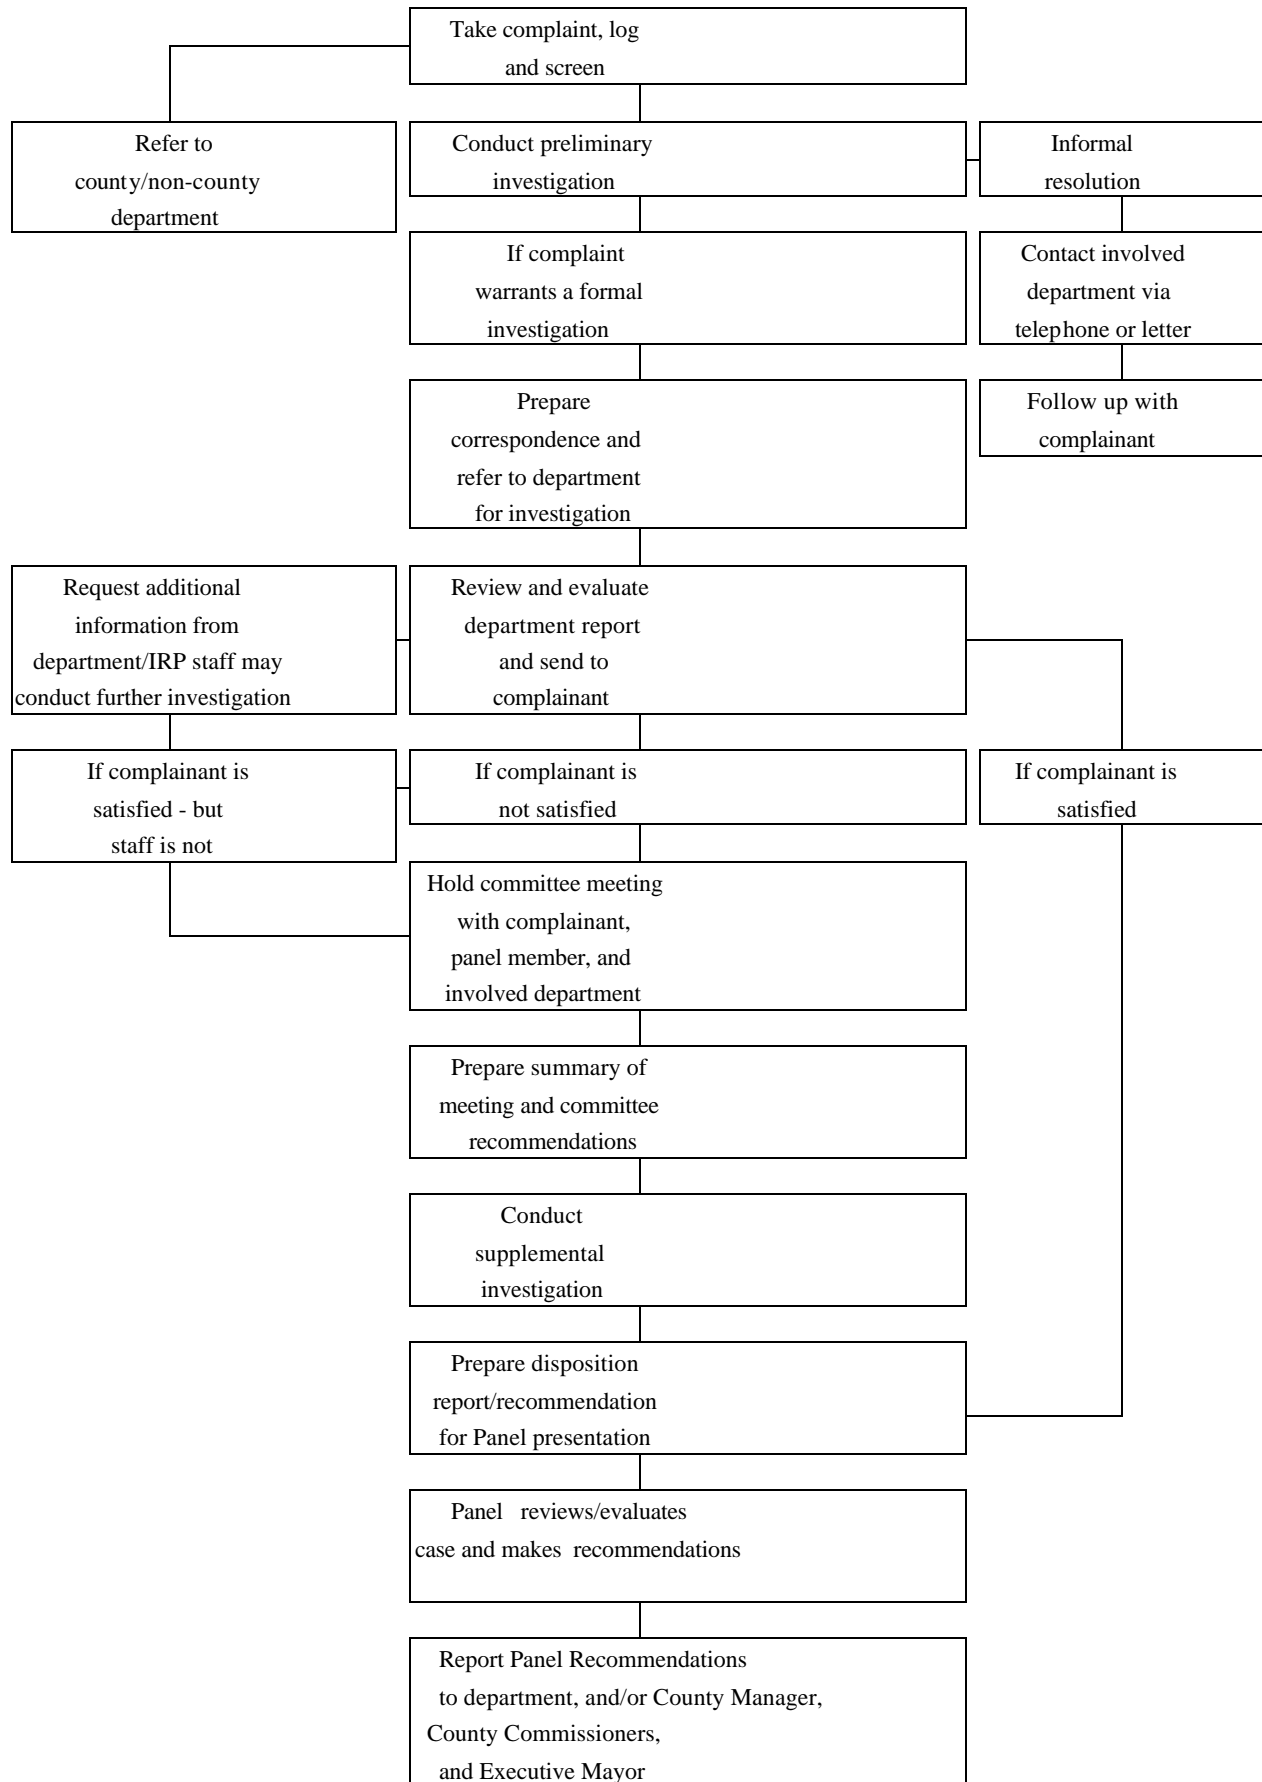 Take complaint, log
and screen
Refer to
county/non-county
department
Conduct preliminary
investigation
Informal
resolution
If complaint
warrants a formal
investigation
Contact involved
department via
telephone or letter
Prepare
correspondence and
refer to department
for investigation
Follow up with
complainant
Request additional
information from
department/IRP staff may
conduct further investigation
Review and evaluate
department report
and send to
complainant
If complainant is
satisfied - but
staff is not
If complainant is
not satisfied
If complainant is
satisfied
Hold committee meeting
with complainant,
panel member, and
involved department
Prepare summary of
meeting and committee
recommendations
Conduct
supplemental
investigation
Prepare disposition
report/recommendation
for Panel presentation
Panel reviews/evaluates
case and makes recommendations
Report Panel Recommendations
to department, and/or County Manager,
County Commissioners,
and Executive Mayor